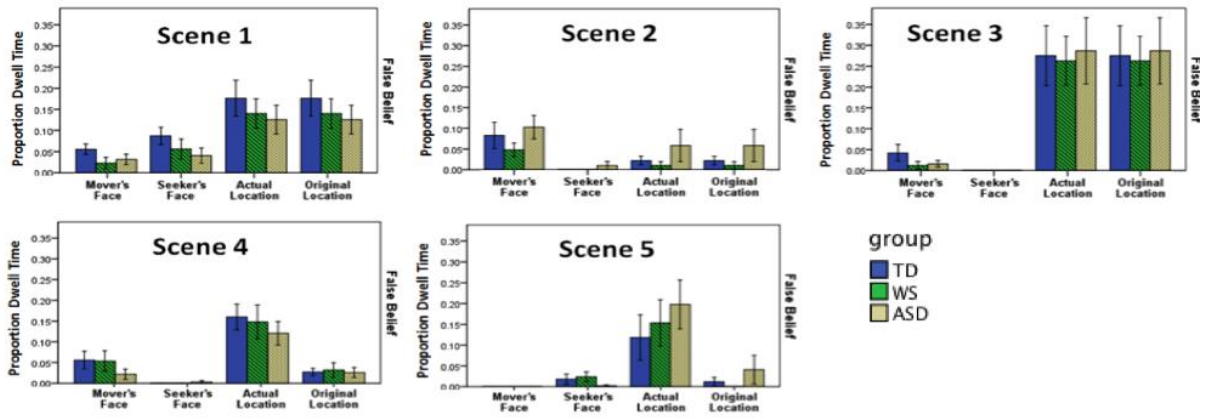 Scene 1
Proportion Dwell Time
0.35
0.30
0.25
0.20
0.15
0.10
0.05
0.00
Mover's Face
Seeker's Face
Actual Location
Original Location
False Belief
Scene 2
Proportion Dwell Time
0.35
0.30
0.25
0.20
0.15
0.10
0.05
0.00
Mover's Face
Seeker's Face
Actual Location
Original Location
False Belief
Scene 3
Proportion Dwell Time
0.35
0.30
0.25
0.20
0.15
0.10
0.05
0.00
Mover's Face
Seeker's Face
Actual Location
Original Location
False Belief
Scene 4
Proportion Dwell Time
0.35
0.30
0.25
0.20
0.15
0.10
0.05
0.00
Mover's Face
Seeker's Face
Actual Location
Original Location
False Belief
Scene 5
Proportion Dwell Time
0.35
0.30
0.25
0.20
0.15
0.10
0.05
0.00
Mover's Face
Seeker's Face
Actual Location
Original Location
False Belief
group
TD
WS
ASD